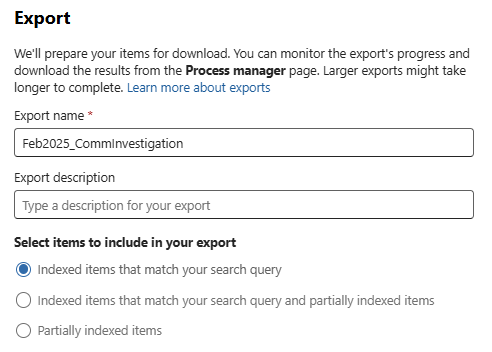 Export
We'll prepare your items for download. You can monitor the export's progress and
download the results from the Process manager page. Larger exports might take
longer to complete. Learn more about exports
Export name *
Feb2025_CommInvestigation
Export description
Type a description for your export
Select items to include in your export
Indexed items that match your search query
Indexed items that match your search query and partially indexed items
Partially indexed items